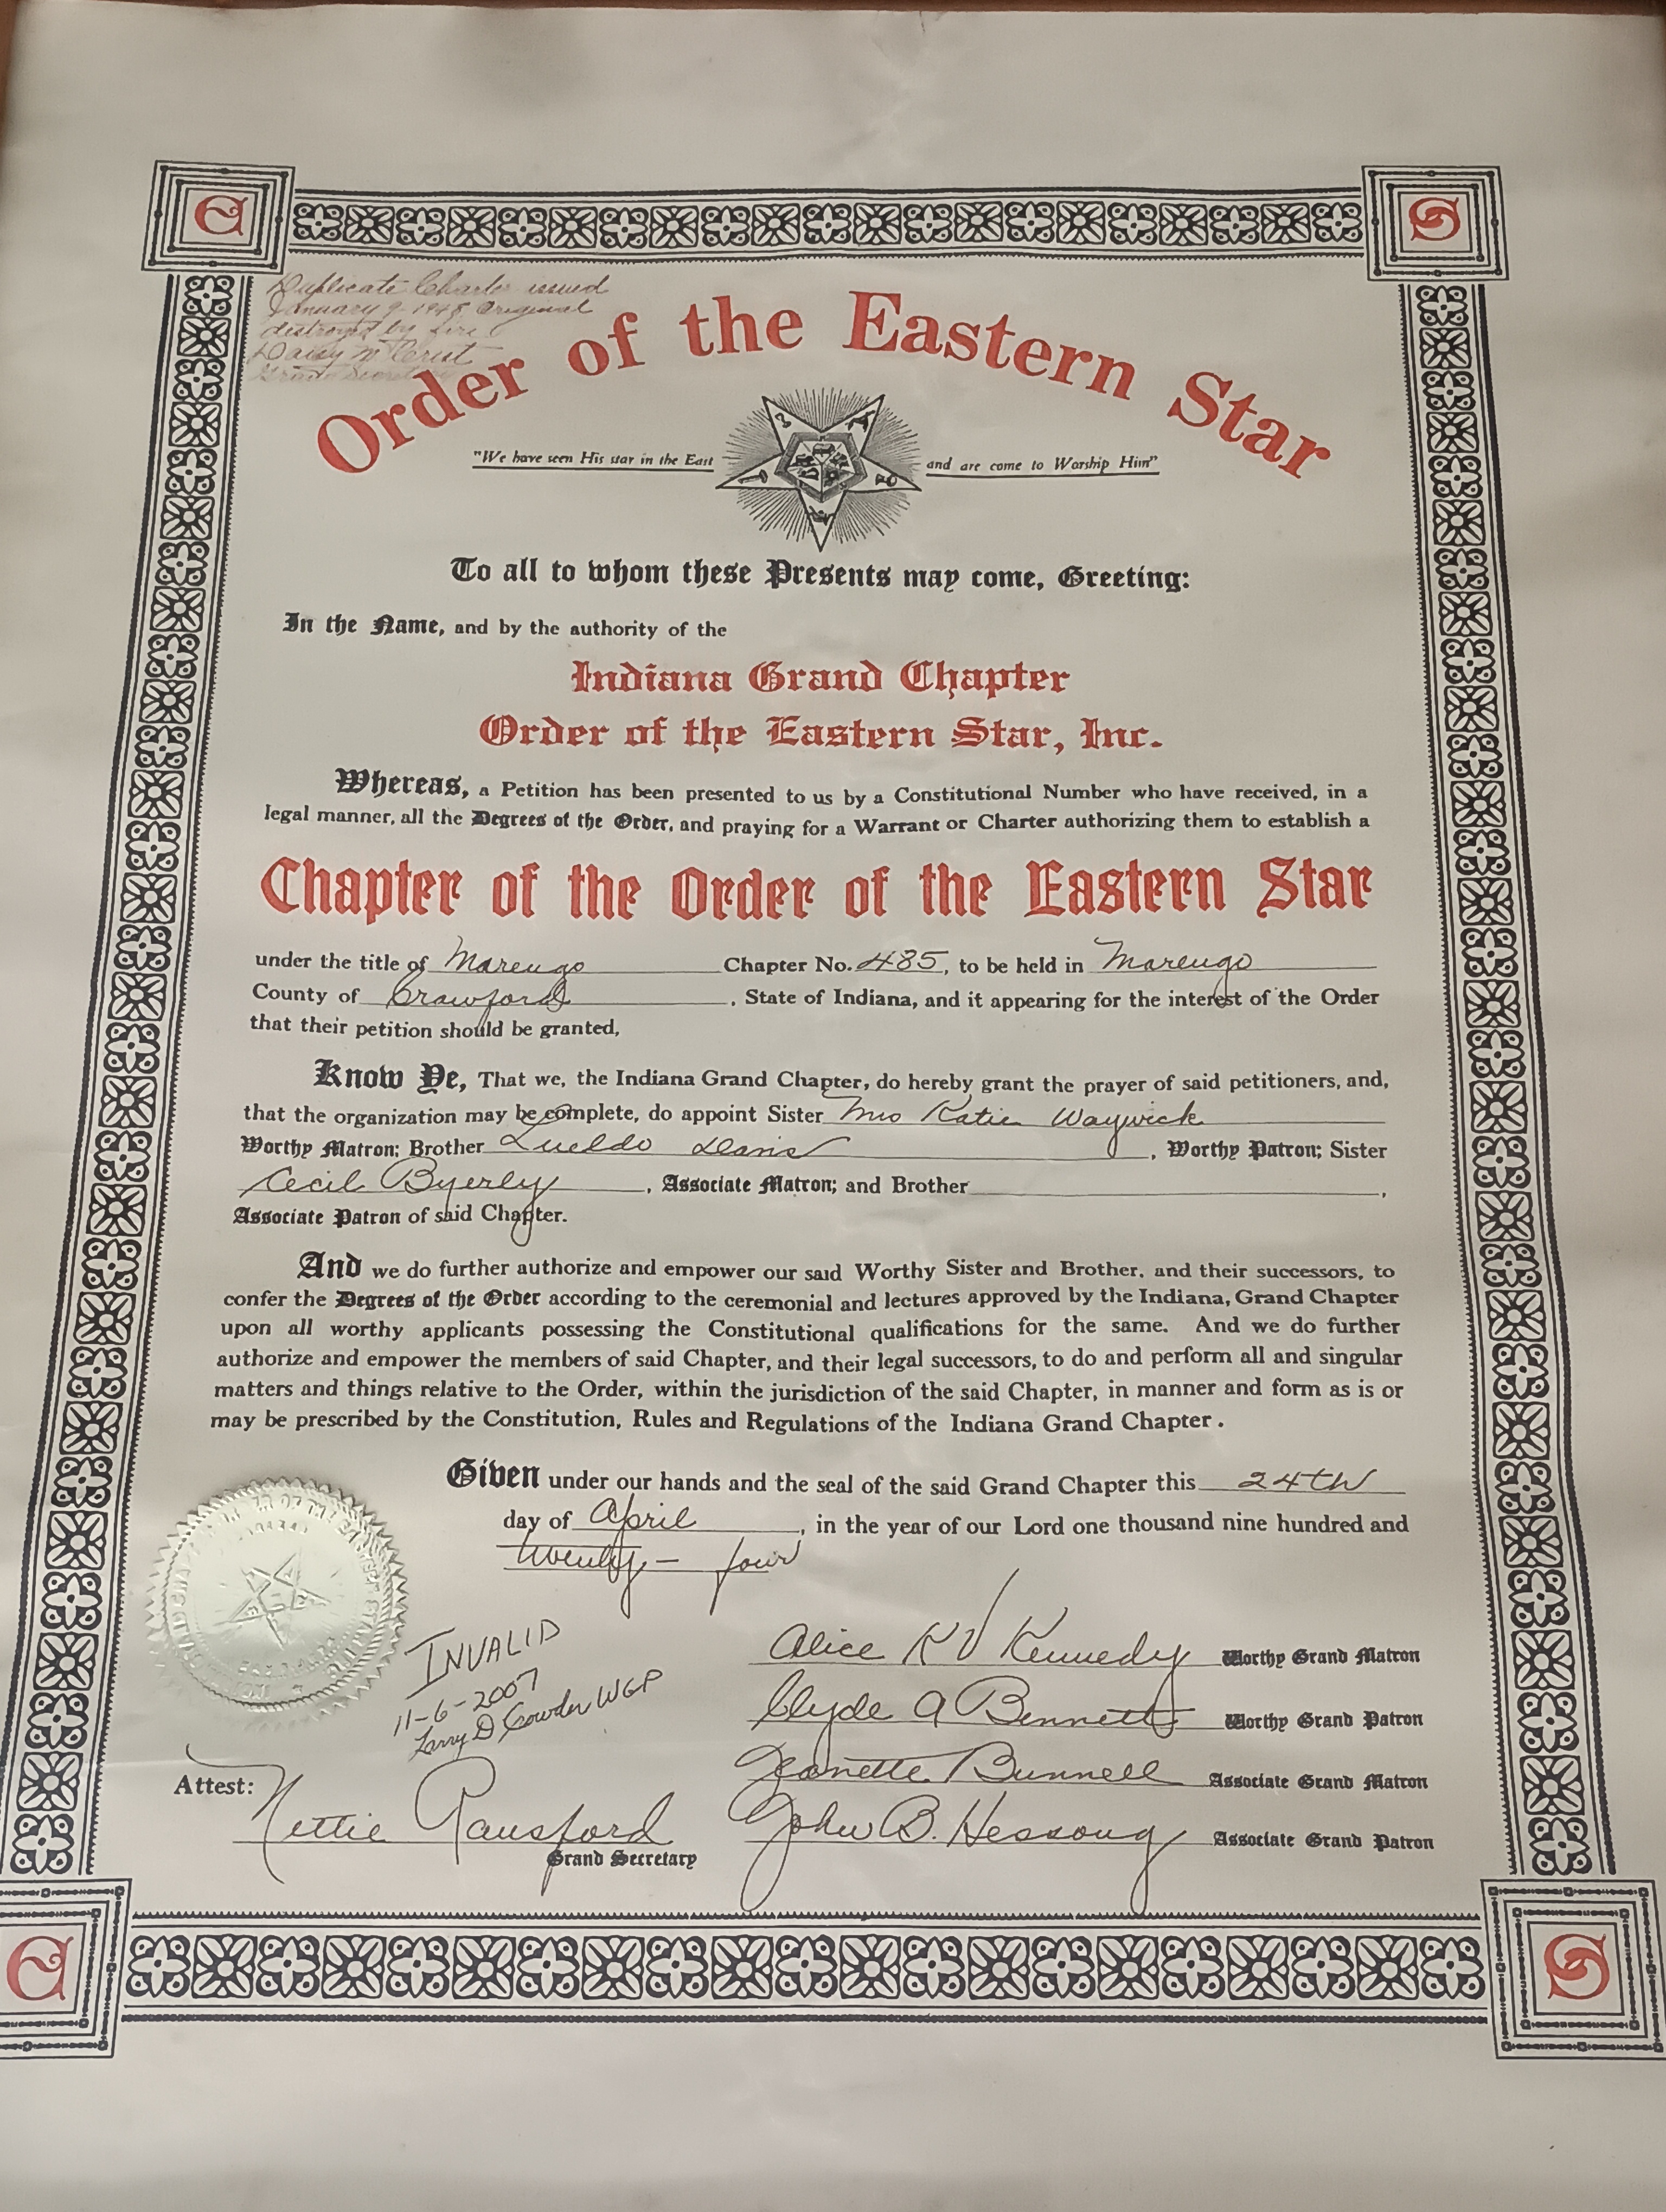 E
S
Duplicate Charter issued
January 9-1948 Original
destroyed by fire
Daisy M Crist
Grand Secretary
Order of the Eastern Star
"We have seen His star in the East
and are come to Worship Him"
To all to whom these Presents may come, Greeting:
In the Name, and by the authority of the
Indiana Grand Chapter
Order of the Eastern Star, Inc.
Whereas, a Petition has been presented to us by a Constitutional Number who have received, in a
legal manner, all the Degrees of the Order, and praying for a Warrant or Charter authorizing them to establish a
Chapter of the Order of the Eastern Star
under the title of Marengo Chapter No. 485, to be held in Marengo
County of Crawford, State of Indiana, and it appearing for the interest of the Order
that their petition should be granted,
Know Ye, That we, the Indiana Grand Chapter, do hereby grant the prayer of said petitioners, and,
that the organization may be complete, do appoint Sister Mrs Katie Waywick
Worthy Matron; Brother Lueldo Davis, Worthy Patron; Sister
Cecil Byerly, Associate Matron; and Brother ,
Associate Patron of said Chapter.
And we do further authorize and empower our said Worthy Sister and Brother, and their successors, to
confer the Degrees of the Order according to the ceremonial and lectures approved by the Indiana, Grand Chapter
upon all worthy applicants possessing the Constitutional qualifications for the same. And we do further
authorize and empower the members of said Chapter, and their legal successors, to do and perform all and singular
matters and things relative to the Order, within the jurisdiction of the said Chapter, in manner and form as is or
may be prescribed by the Constitution, Rules and Regulations of the Indiana Grand Chapter.
Given under our hands and the seal of the said Grand Chapter this 24th
day of April, in the year of our Lord one thousand nine hundred and
twenty-four
INVALID
11-6-2007
Larry D Cowder WGP
Alice K V Kennedy Worthy Grand Matron
Clyde A Bennett Worthy Grand Patron
Jeanette Bunnell Associate Grand Matron
John B. Hessong Associate Grand Patron
Attest: Nettie Ransford
Grand Secretary
E
S